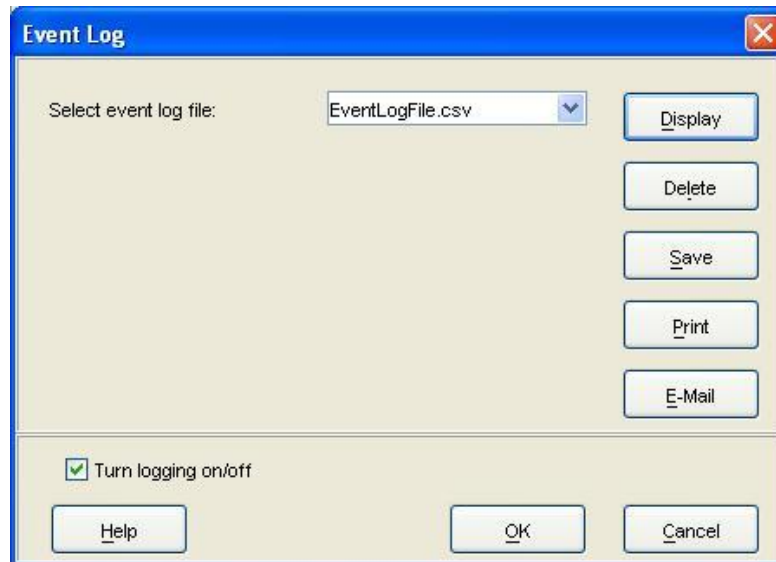 Event Log
Select event log file:
EventLogFile.csv
Display
Delete
Save
Print
E-Mail
Turn logging on/off
Help
OK
Cancel